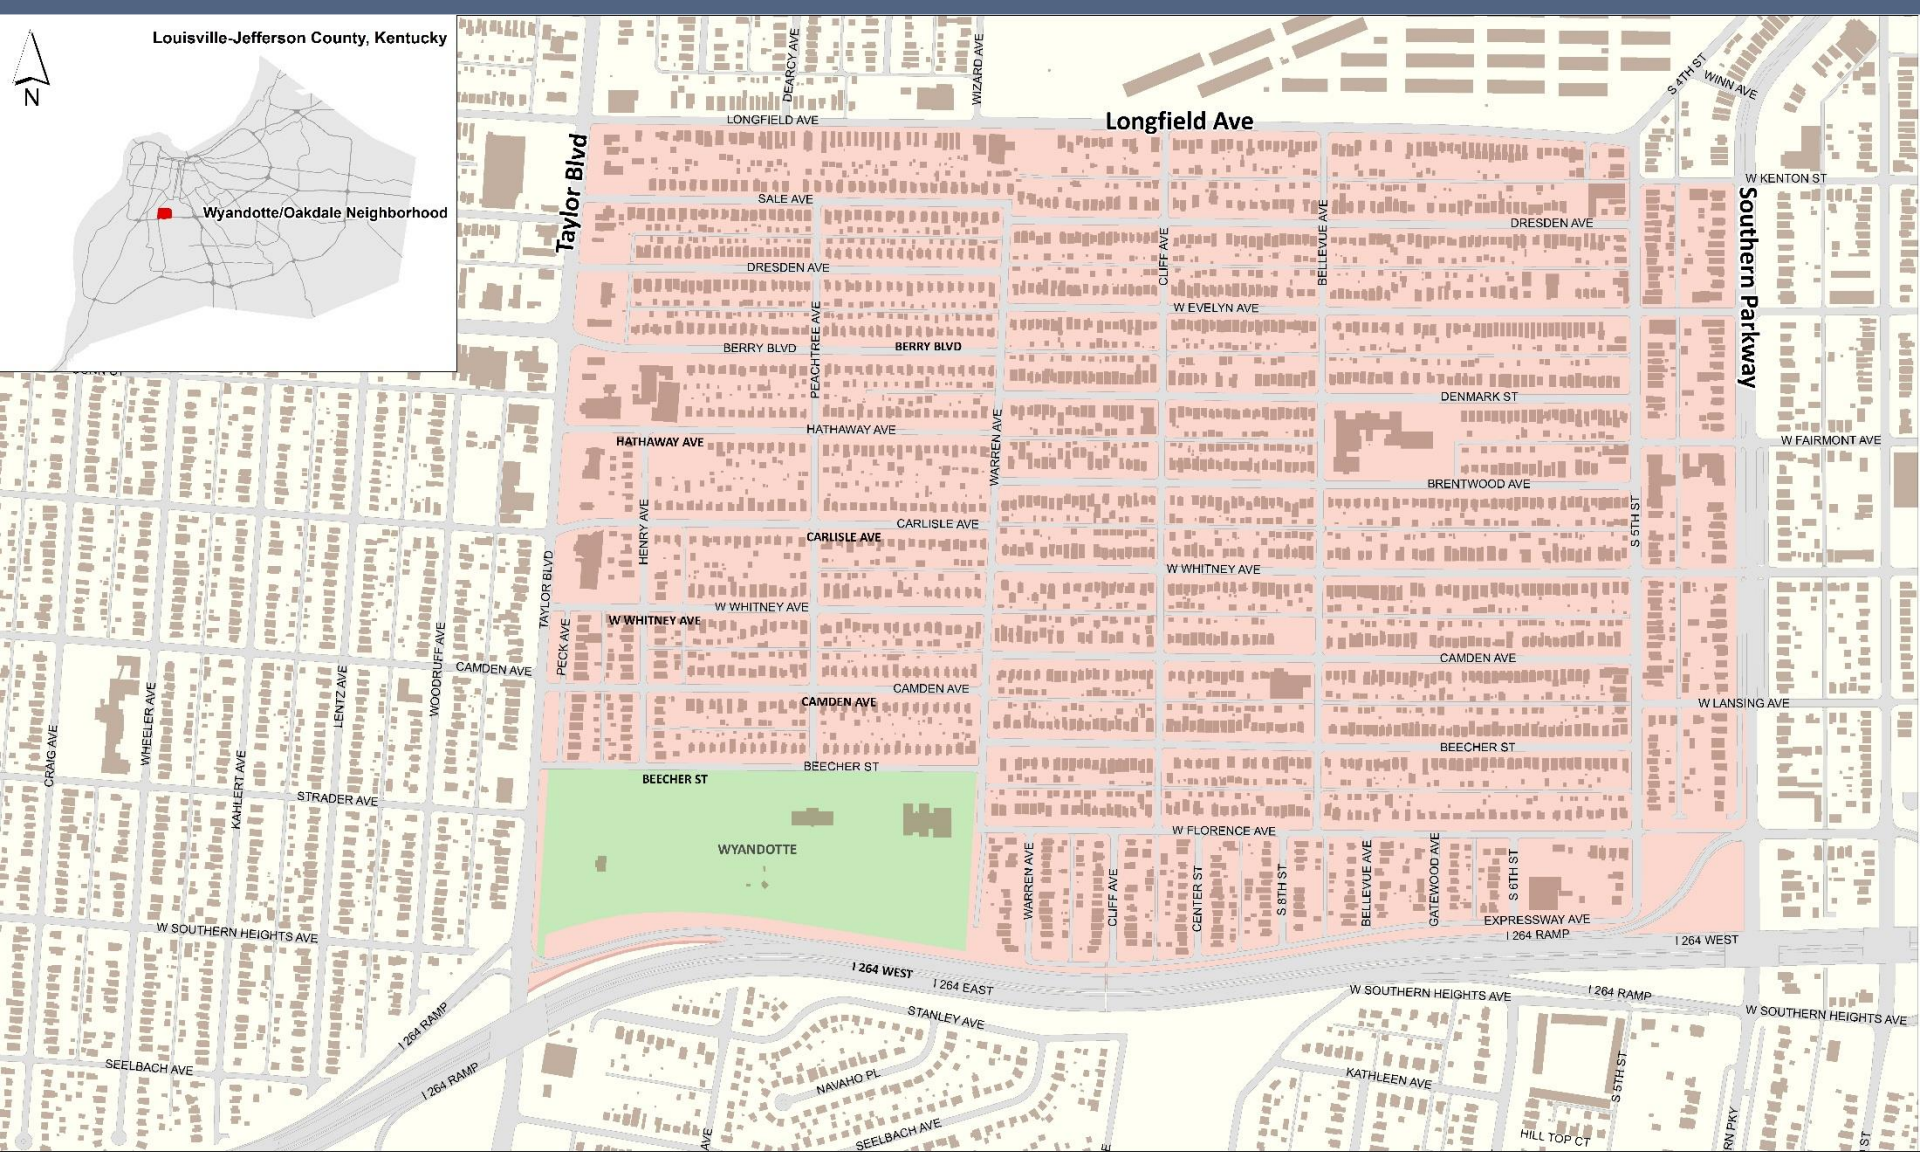 Louisville-Jefferson County, Kentucky
N
Wyandotte/Oakdale Neighborhood
DEARCY AVE
WIZARD AVE
S 4TH ST
WINN AVE
LONGFIELD AVE
Longfield Ave
Taylor Blvd
W KENTON ST
SALE AVE
Southern Parkway
DRESDEN AVE
BELLEVUE AVE
CLIFF AVE
DRESDEN AVE
W EVELYN AVE
PEACHTREE AVE
BERRY BLVD
BERRY BLVD
DENMARK ST
HATHAWAY AVE
HATHAWAY AVE
WARREN AVE
W FAIRMONT AVE
BRENTWOOD AVE
HENRY AVE
CARLISLE AVE
CARLISLE AVE
S 5TH ST
W WHITNEY AVE
TAYLOR BLVD
W WHITNEY AVE
W WHITNEY AVE
PECK AVE
CAMDEN AVE
CAMDEN AVE
WOODRUFF AVE
LENTZ AVE
CAMDEN AVE
CAMDEN AVE
W LANSING AVE
WHEELER AVE
CRAIG AVE
KAHLERT AVE
BEECHER ST
BEECHER ST
BEECHER ST
STRADER AVE
W FLORENCE AVE
WYANDOTTE
WARREN AVE
CLIFF AVE
CENTER ST
S 8TH ST
BELLEVUE AVE
GATEWOOD AVE
S 6TH ST
EXPRESSWAY AVE
W SOUTHERN HEIGHTS AVE
I 264 RAMP
I 264 WEST
I 264 WEST
I 264 EAST
W SOUTHERN HEIGHTS AVE
I 264 RAMP
W SOUTHERN HEIGHTS AVE
STANLEY AVE
I 264 RAMP
SEELBACH AVE
I 264 RAMP
NAVAHO PL
KATHLEEN AVE
S 5TH ST
SEELBACH AVE
HILL TOP CT
AVE
RN PKY
ST